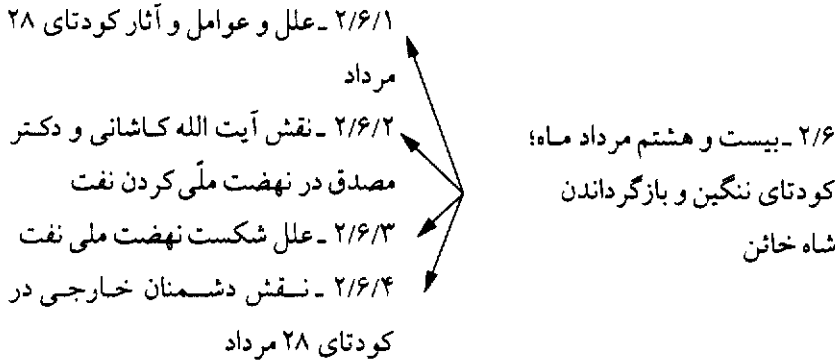 ۲/۶ ـ بیست و هشتم مرداد ماه؛
کودتای ننگین و بازگرداندن
شاه خائن
۲/۶/۱ ـ علل و عوامل و آثار کودتای ۲۸
مرداد
۲/۶/۲ ـ نقش آیت الله کاشانی و دکتر
مصدق در نهضت ملّی کردن نفت
۲/۶/۳ ـ علل شکست نهضت ملی نفت
۲/۶/۴ ـ نقش دشمنان خارجی در
کودتای ۲۸ مرداد